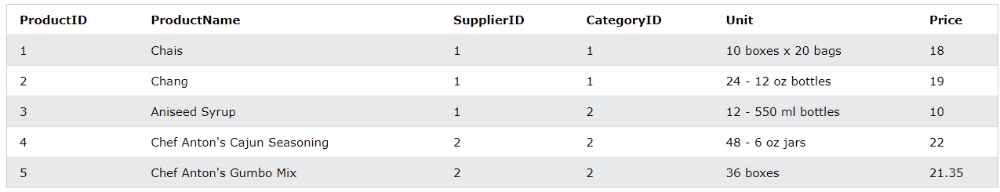 ProductID ProductName SupplierID CategoryID Unit Price
1 Chais 1 1 10 boxes x 20 bags 18
2 Chang 1 1 24 - 12 oz bottles 19
3 Aniseed Syrup 1 2 12 - 550 ml bottles 10
4 Chef Anton's Cajun Seasoning 2 2 48 - 6 oz jars 22
5 Chef Anton's Gumbo Mix 2 2 36 boxes 21.35